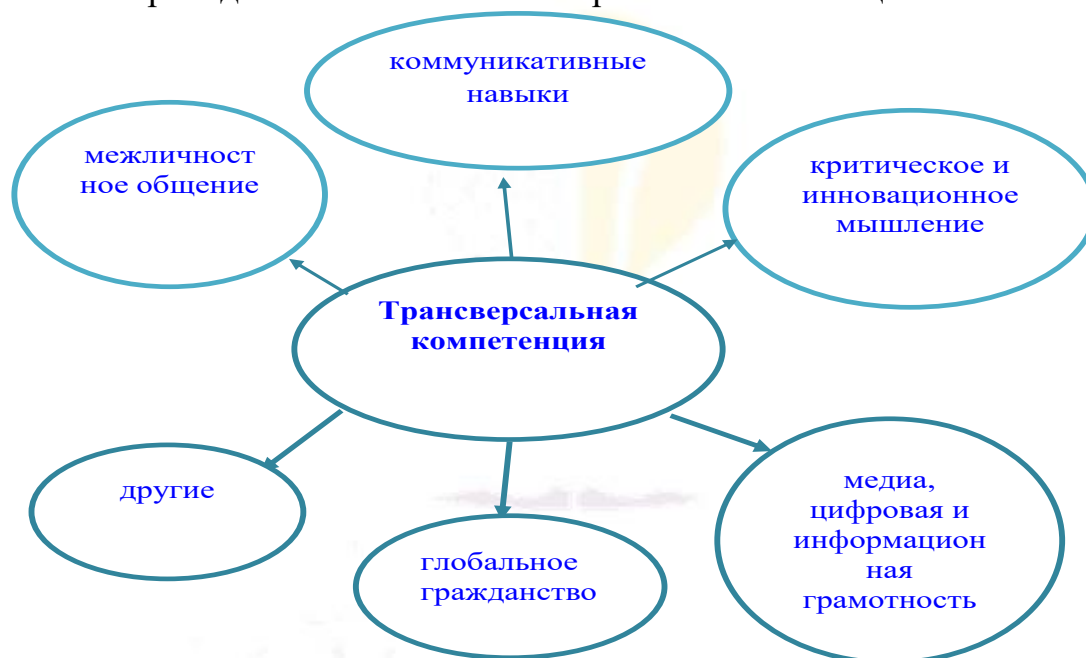 коммуникативные
навыки
межличност
ное общение
критическое и
инновационное
мышление
Трансверсальная
компетенция
другие
глобальное
гражданство
медиа,
цифровая и
информацион
ная
грамотность